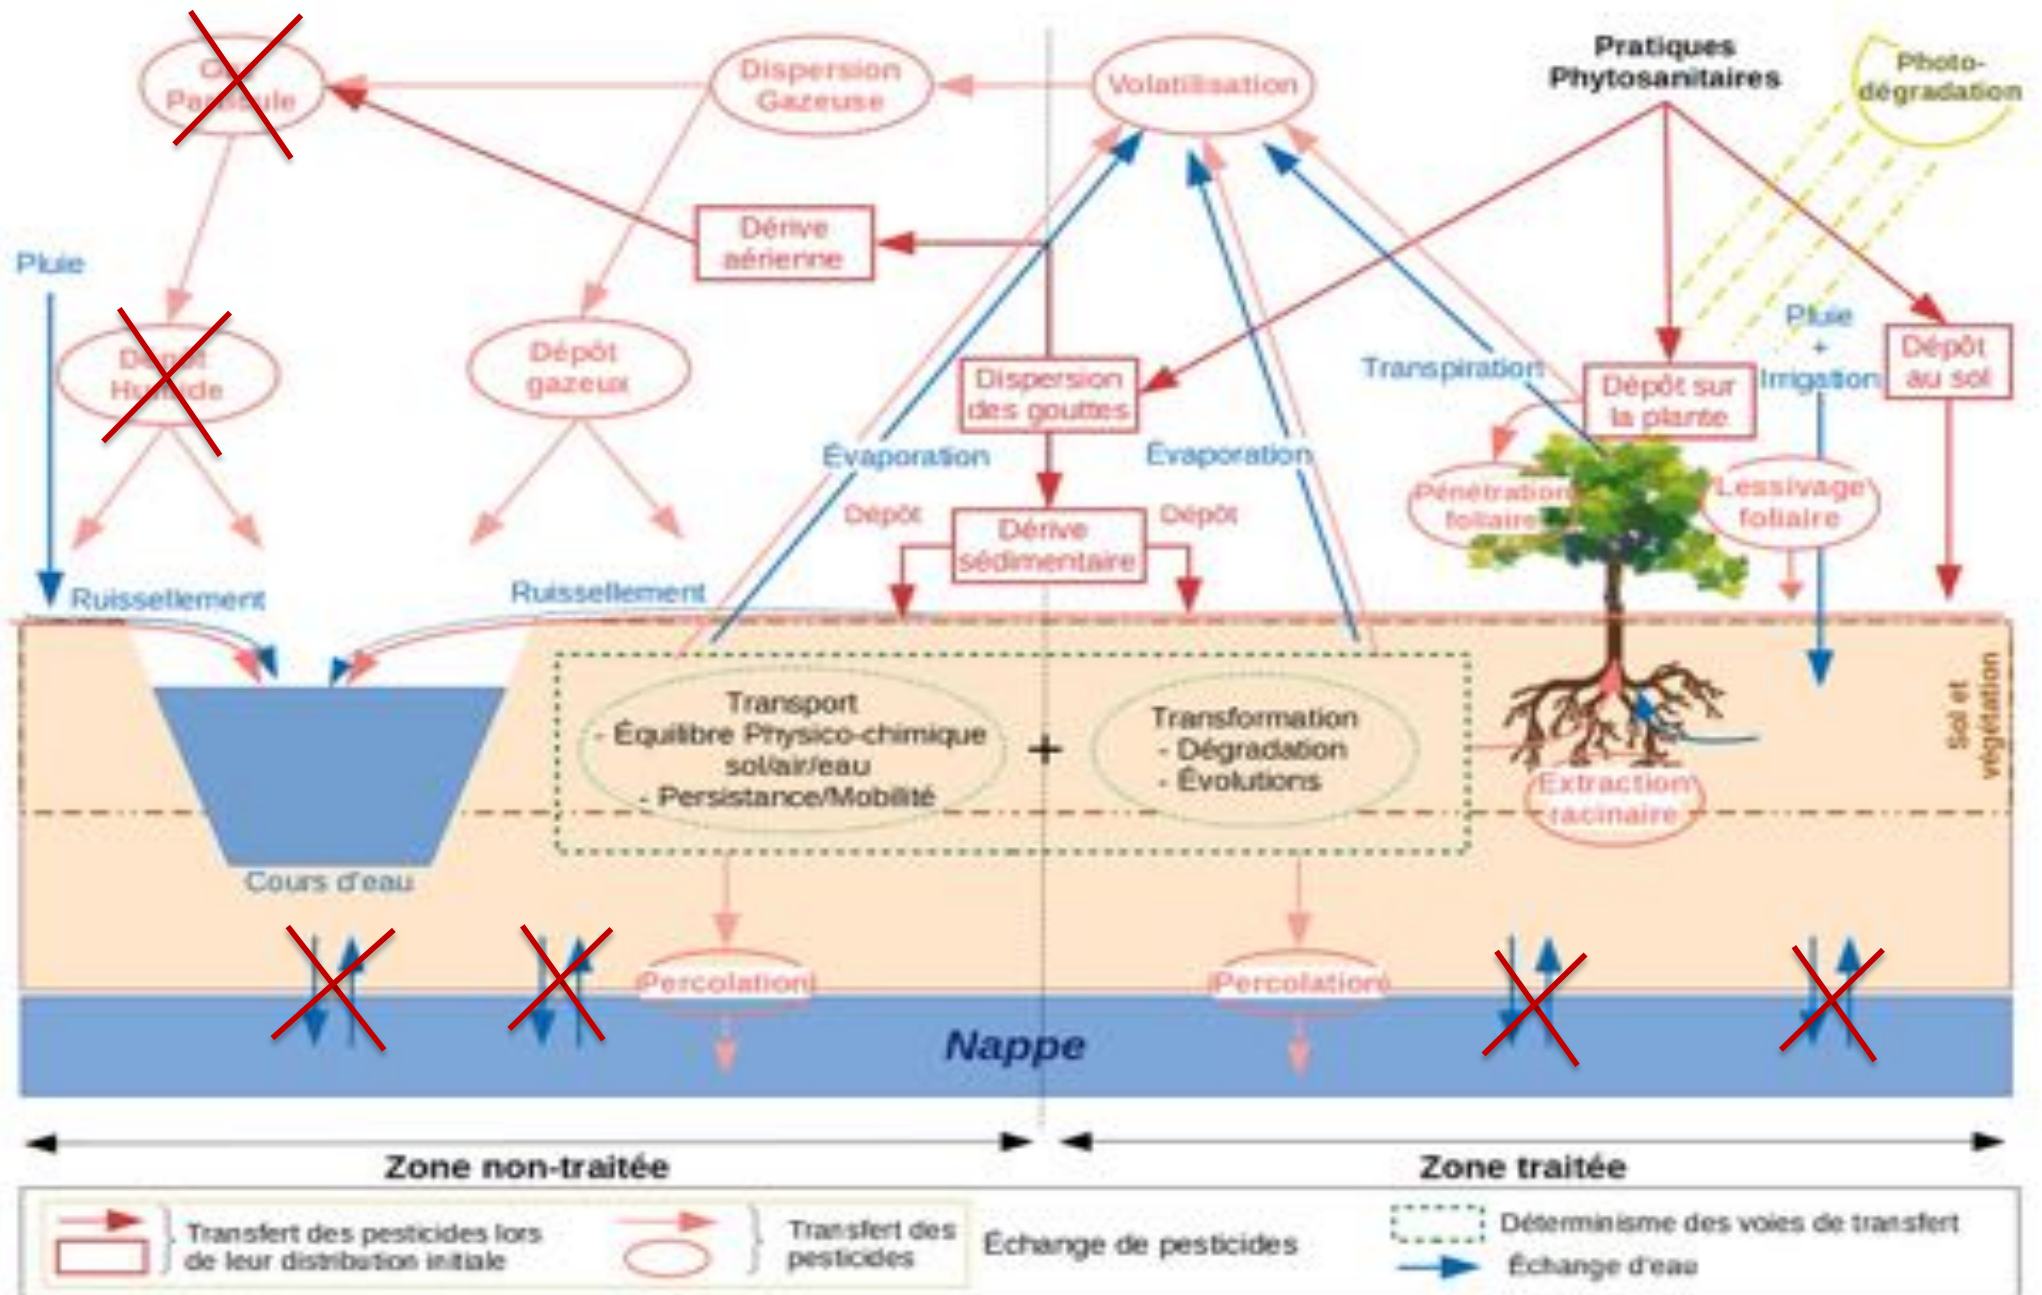 Particule
Dispersion
Gazeuse
Volatilisation
Pratiques
Phytosanitaires
Photo-
dégradation
Dérive
aérienne
Pluie
Dépôt
Humide
Dépôt
gazeux
Dispersion
des gouttes
Transpiration
Dépôt sur
la plante
Pluie
+
Irrigation
Dépôt
au sol
Évaporation
Évaporation
Pénétration
foliaire
Lessivage
foliaire
Dépôt
Dérive
sédimentaire
Dépôt
Ruissellement
Ruissellement
Transport
- Équilibre Physico-chimique
sol/air/eau
- Persistance/Mobilité
+
Transformation
- Dégradation
- Évolutions
Sol et
végétation
Extraction
racinaire
Cours d'eau
Percolation
Percolation
Nappe
Zone non-traitée
Zone traitée
Transfert des pesticides lors
de leur distribution initiale
Transfert des
pesticides
Échange de pesticides
Déterminisme des voies de transfert
Échange d'eau